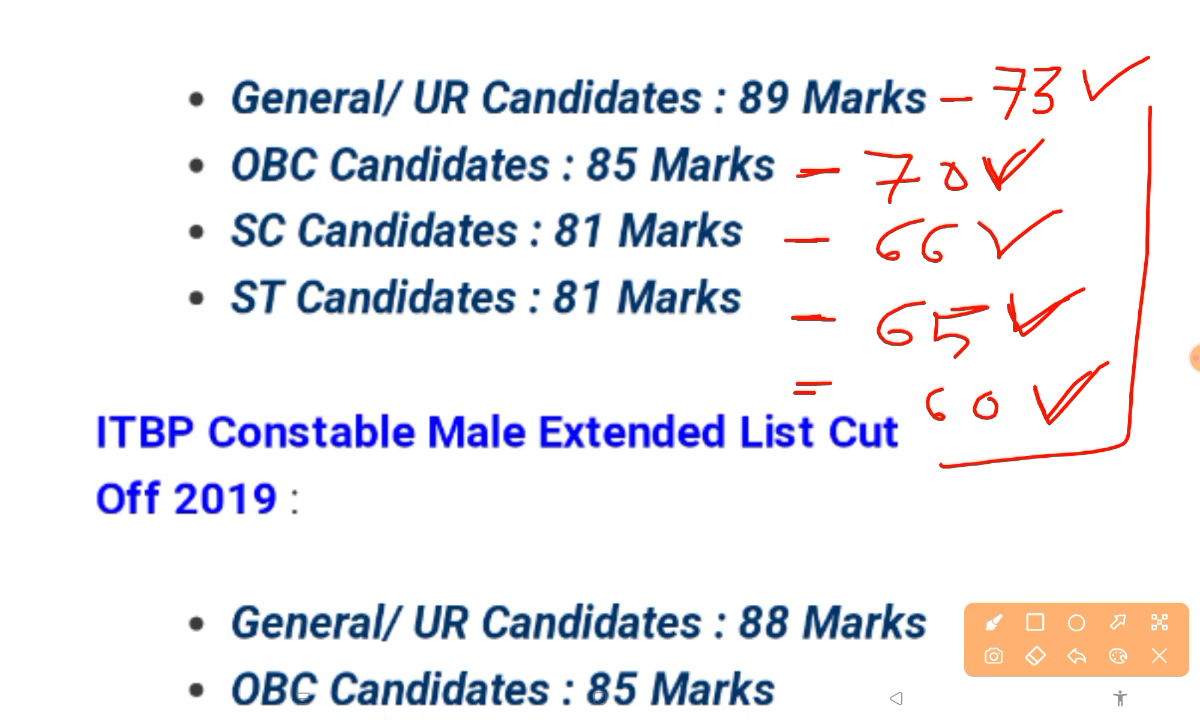 General/ UR Candidates : 89 Marks – 73 ✓
OBC Candidates : 85 Marks – 70 ✓
SC Candidates : 81 Marks – 66 ✓
ST Candidates : 81 Marks – 65 ✓
= 60 ✓
ITBP Constable Male Extended List Cut
Off 2019 :
General/ UR Candidates : 88 Marks
OBC Candidates : 85 Marks